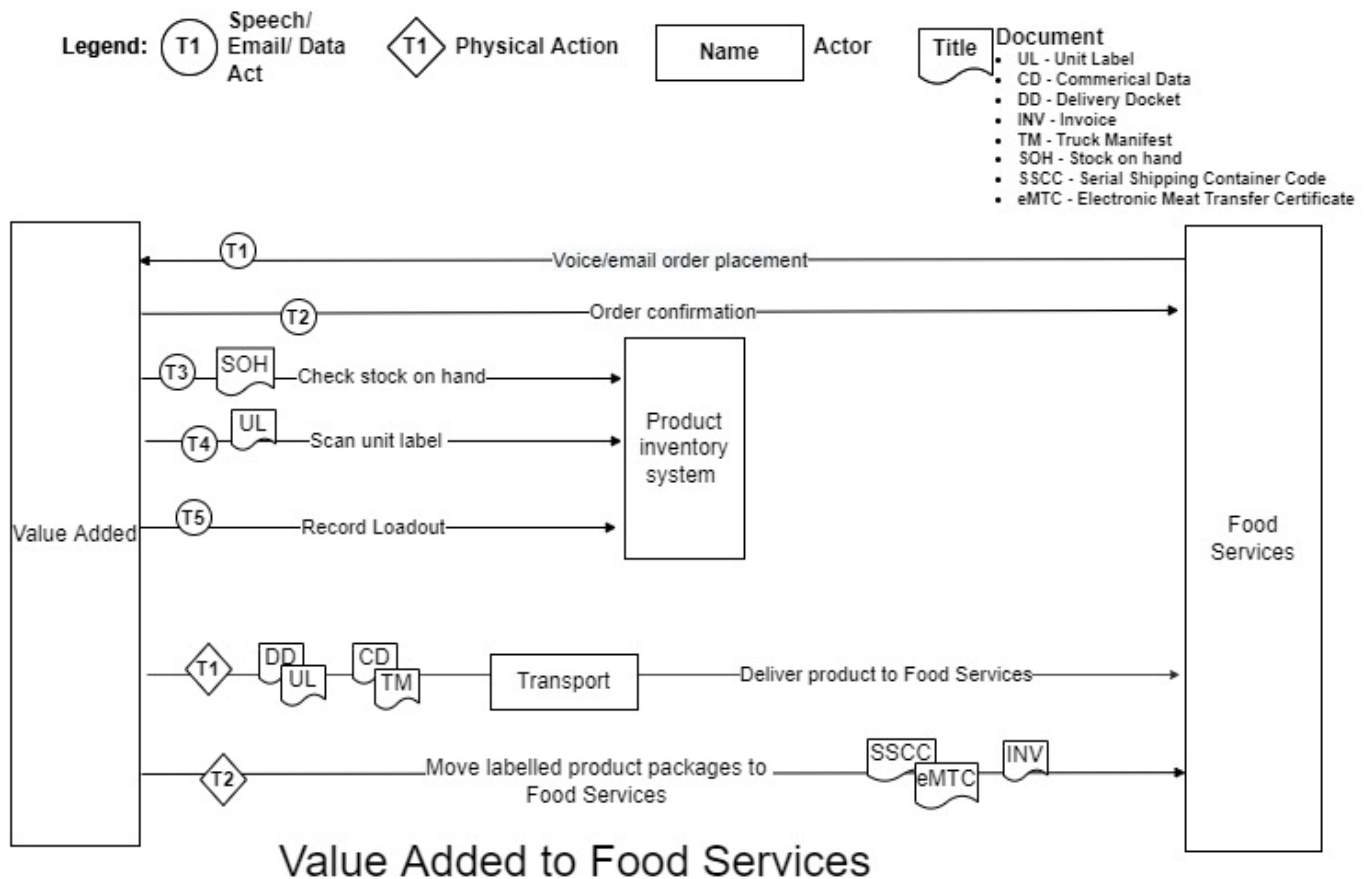 Legend:
T1
Speech/
Email/ Data
Act
T1
Physical Action
Name
Actor
Title
Document
• UL - Unit Label
• CD - Commerical Data
• DD - Delivery Docket
• INV - Invoice
• TM - Truck Manifest
• SOH - Stock on hand
• SSCC - Serial Shipping Container Code
• eMTC - Electronic Meat Transfer Certificate
T1
Voice/email order placement
T2
Order confirmation
T3
SOH
Check stock on hand
T4
UL
Scan unit label
T5
Record Loadout
Product
inventory
system
Value Added
Food
Services
T1
DD
UL
CD
TM
Transport
Deliver product to Food Services
T2
Move labelled product packages to
Food Services
SSCC
eMTC
INV
Value Added to Food Services